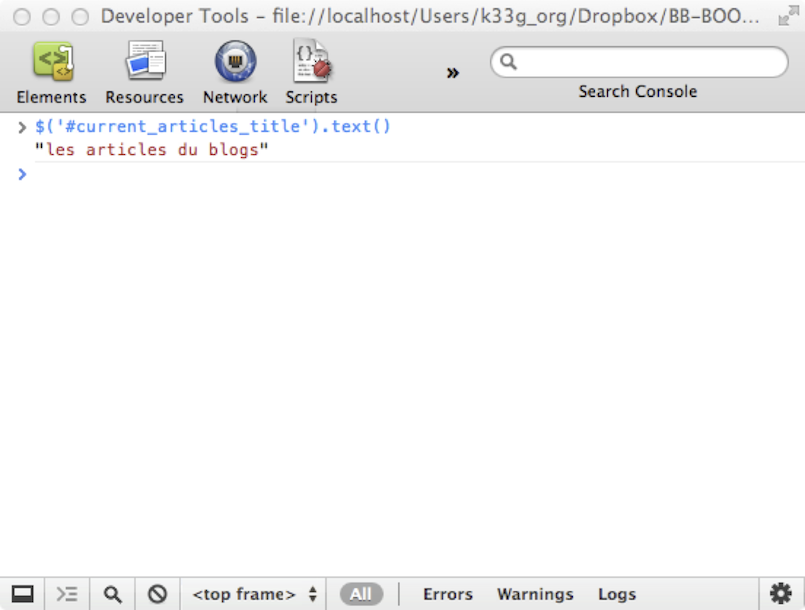 Developer Tools – file://localhost/Users/k33g_org/Dropbox/BB-BOO...
Elements Resources Network Scripts » Search Console
> $('#current_articles_title').text()
"les articles du blogs"
>
<top frame> All Errors Warnings Logs